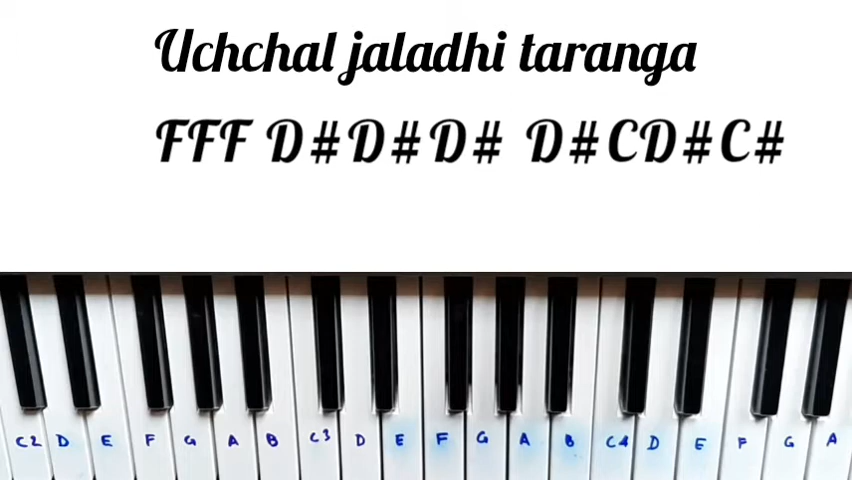 Uchchal jaladhi taranga
FFF D#D#D# D#CD#C#
C2 D E F G A B C3 D E F G A B C4 D E F G A